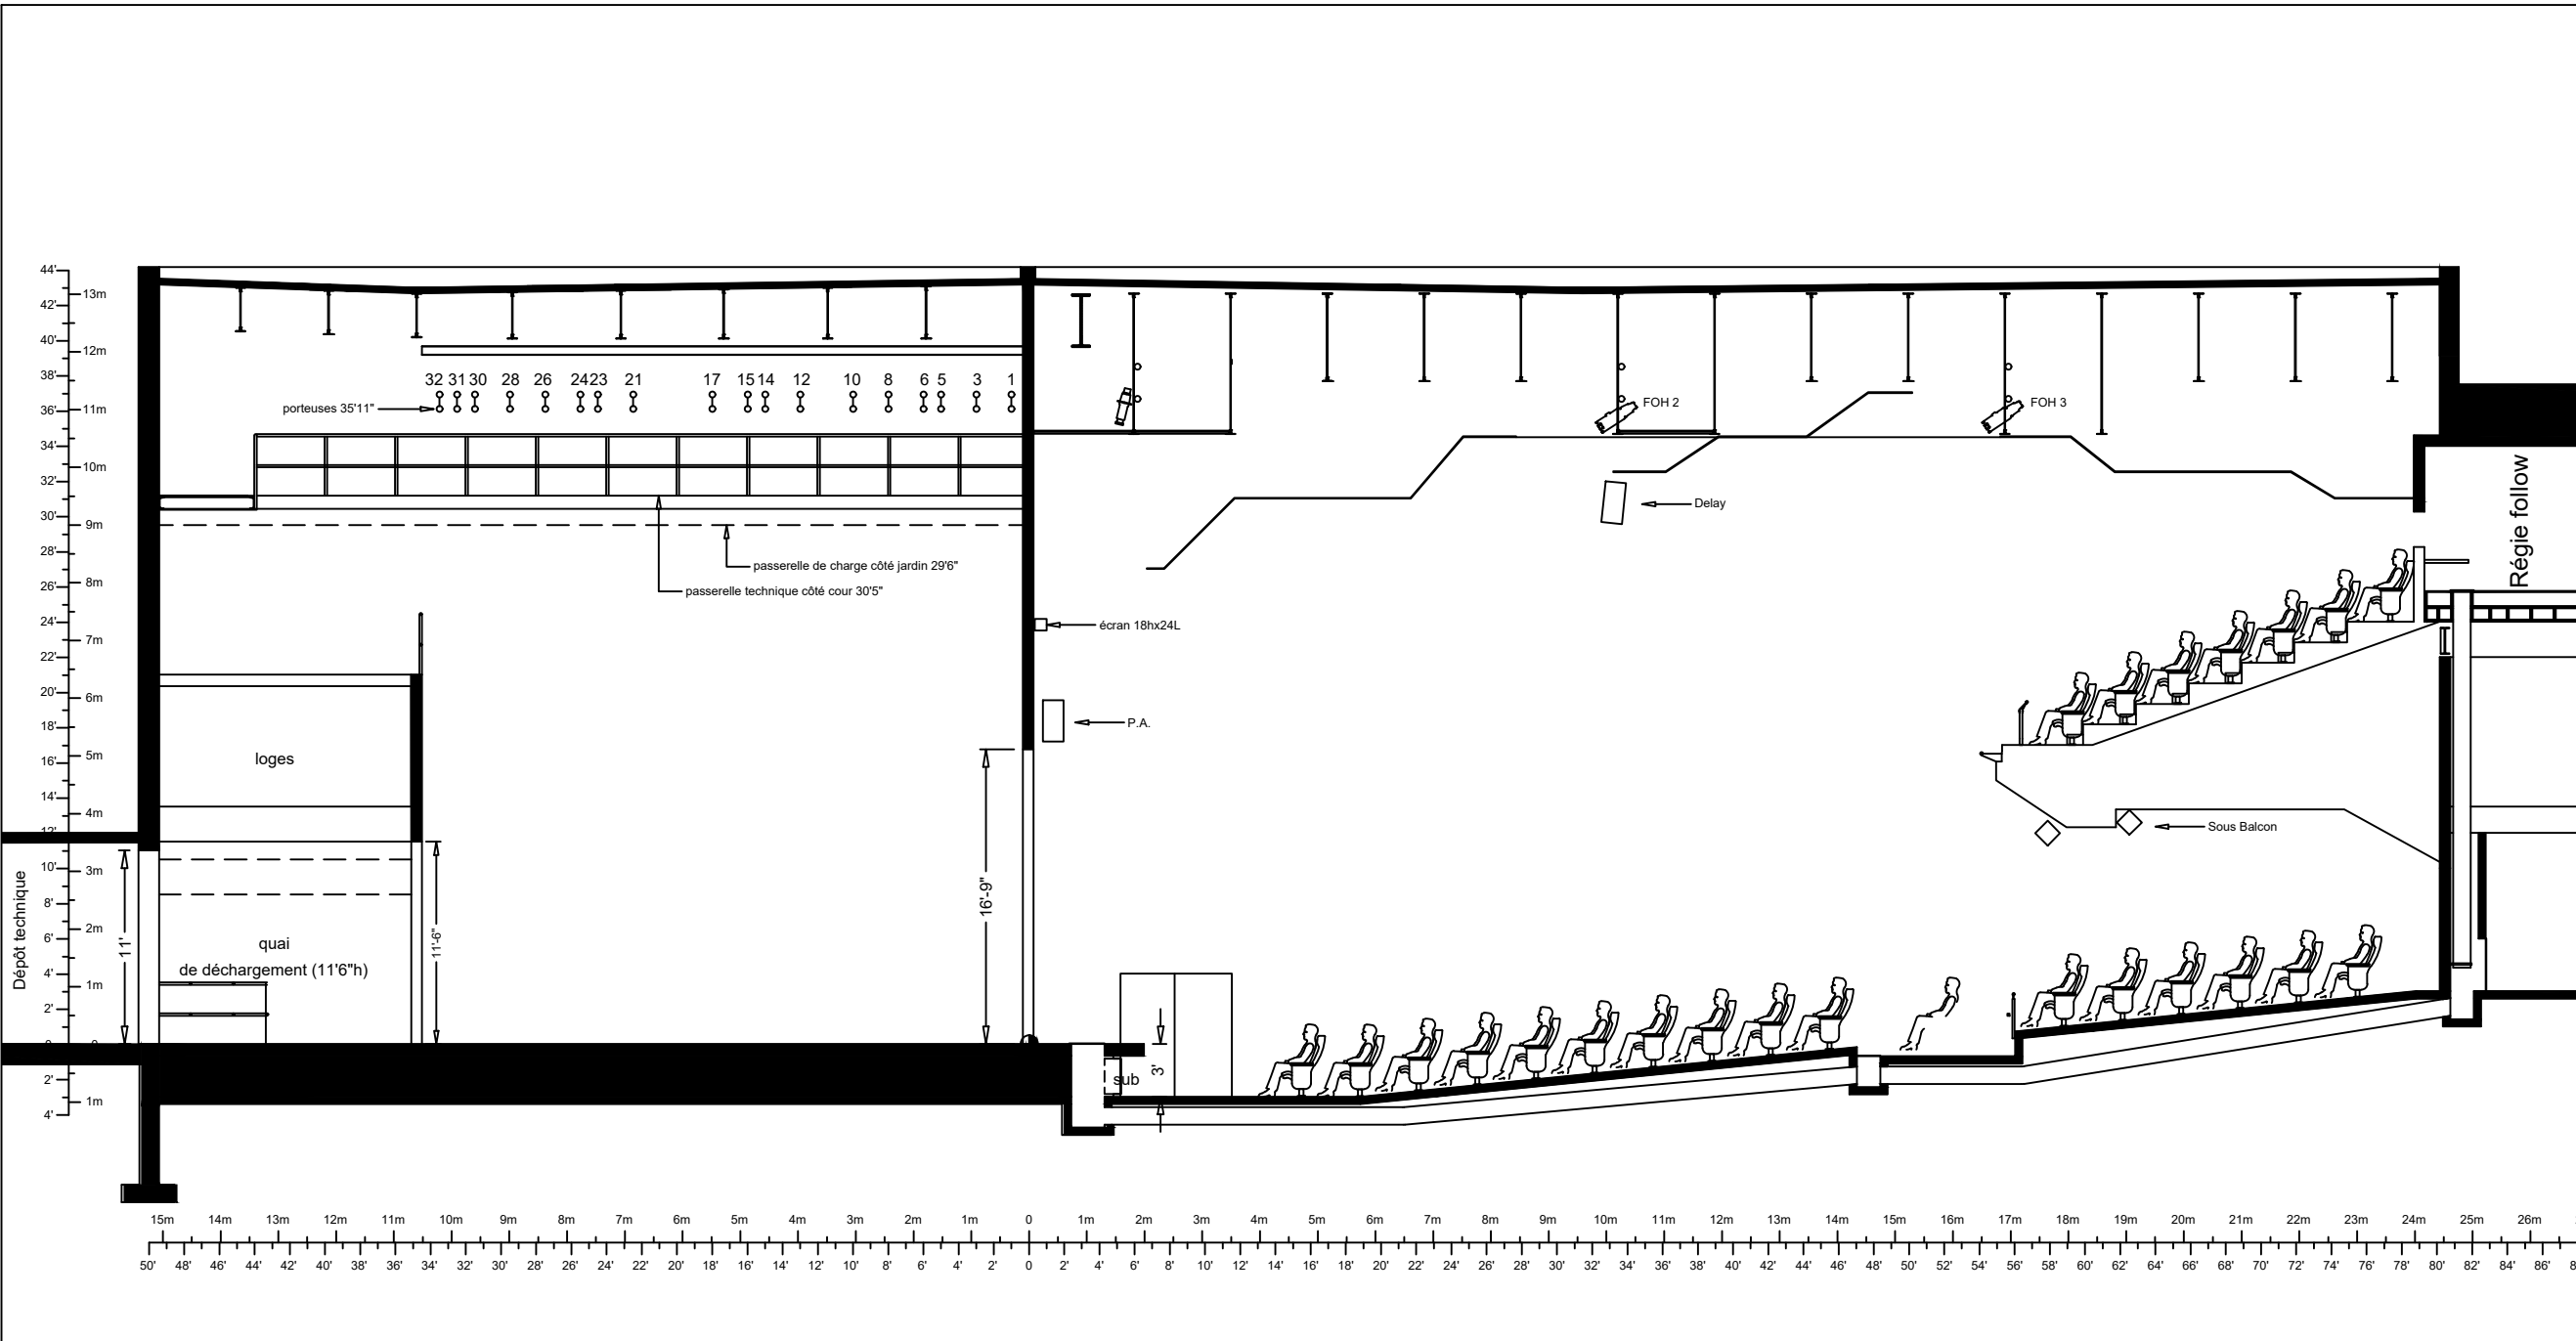 44'
13m
42'
40'
12m
38'
36'
11m
34'
10m
32'
30'
9m
28'
8m
26'
24'
7m
22'
20'
6m
18'
5m
16'
14'
4m
12'
10'
3m
8'
2m
6'
4'
1m
2'
0
0
2'
1m
4'
32 31 30 28 26 24 23 21 17 15 14 12 10 8 6 5 3 1
porteuses 35'11"
FOH 2
FOH 3
Delay
Régie follow
passerelle de charge côté jardin 29'6"
passerelle technique côté cour 30'5"
écran 18hx24L
P.A.
loges
Sous Balcon
Dépôt technique
11'
11'-6"
16'-9"
quai
de déchargement (11'6"h)
sub
3'
15m 14m 13m 12m 11m 10m 9m 8m 7m 6m 5m 4m 3m 2m 1m 0 1m 2m 3m 4m 5m 6m 7m 8m 9m 10m 11m 12m 13m 14m 15m 16m 17m 18m 19m 20m 21m 22m 23m 24m 25m 26m
50' 48' 46' 44' 42' 40' 38' 36' 34' 32' 30' 28' 26' 24' 22' 20' 18' 16' 14' 12' 10' 8' 6' 4' 2' 0 2' 4' 6' 8' 10' 12' 14' 16' 18' 20' 22' 24' 26' 28' 30' 32' 34' 36' 38' 40' 42' 44' 46' 48' 50' 52' 54' 56' 58' 60' 62' 64' 66' 68' 70' 72' 74' 76' 78' 80' 82' 84' 86'